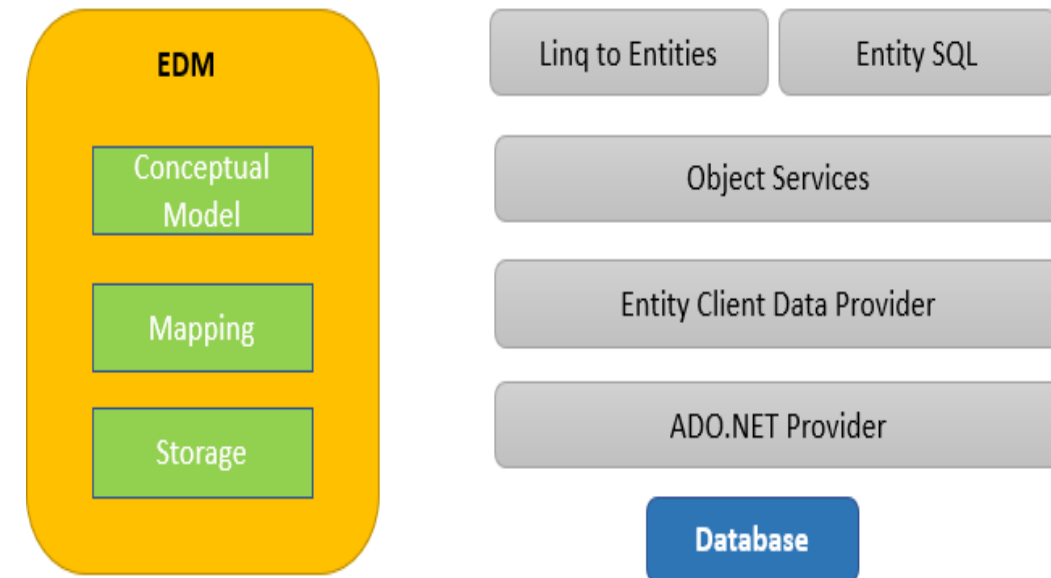 EDM
Conceptual
Model
Mapping
Storage
Linq to Entities
Entity SQL
Object Services
Entity Client Data Provider
ADO.NET Provider
Database